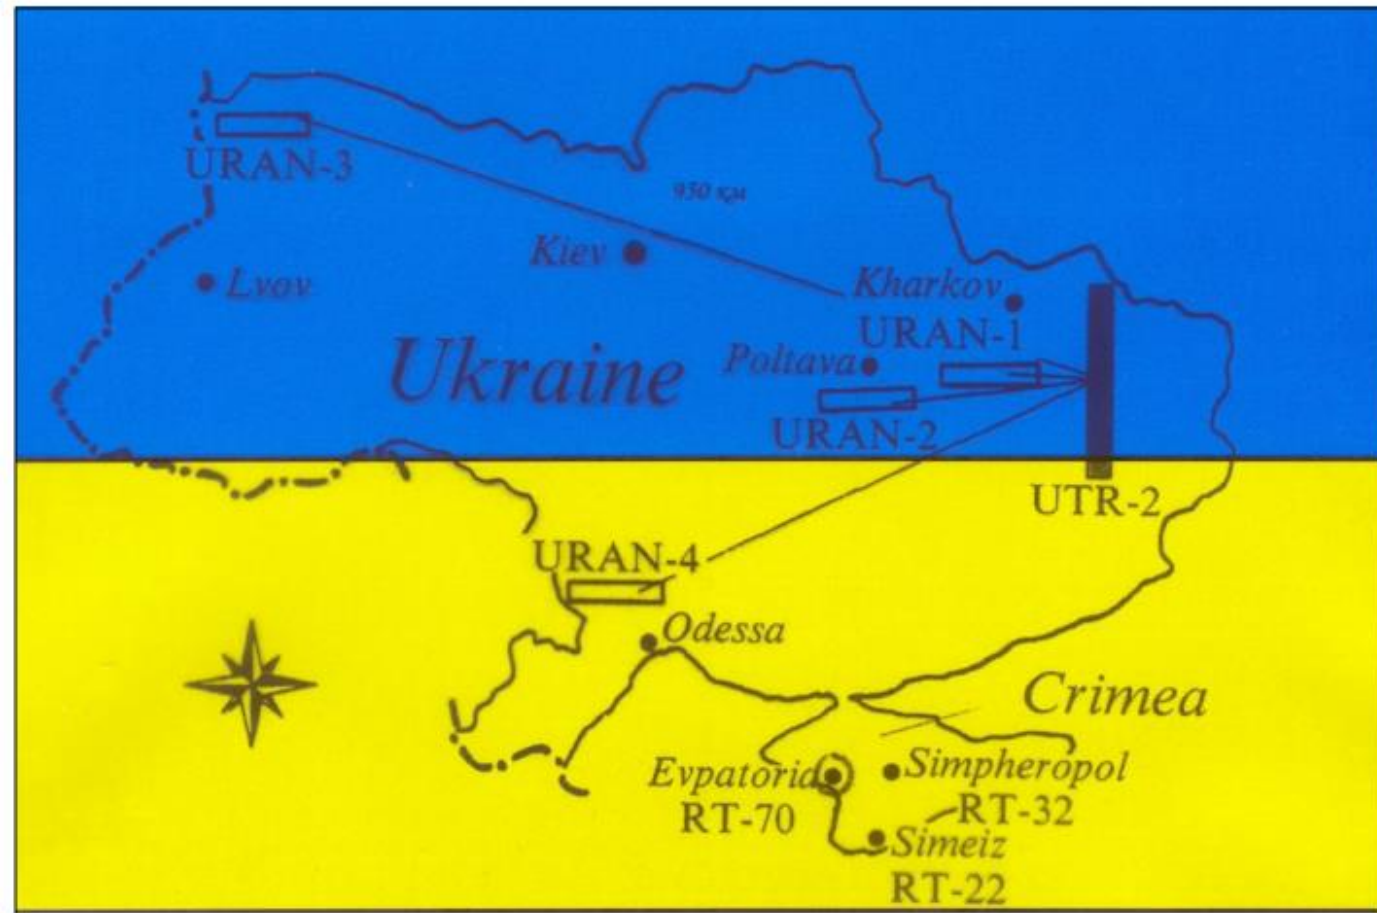 URAN-3
950 км
Kiev
Lvov
Kharkov
URAN-1
Ukraine
Poltava
URAN-2
UTR-2
URAN-4
Odessa
Crimea
Evpatoria
Simpheropol
RT-70
RT-32
Simeiz
RT-22